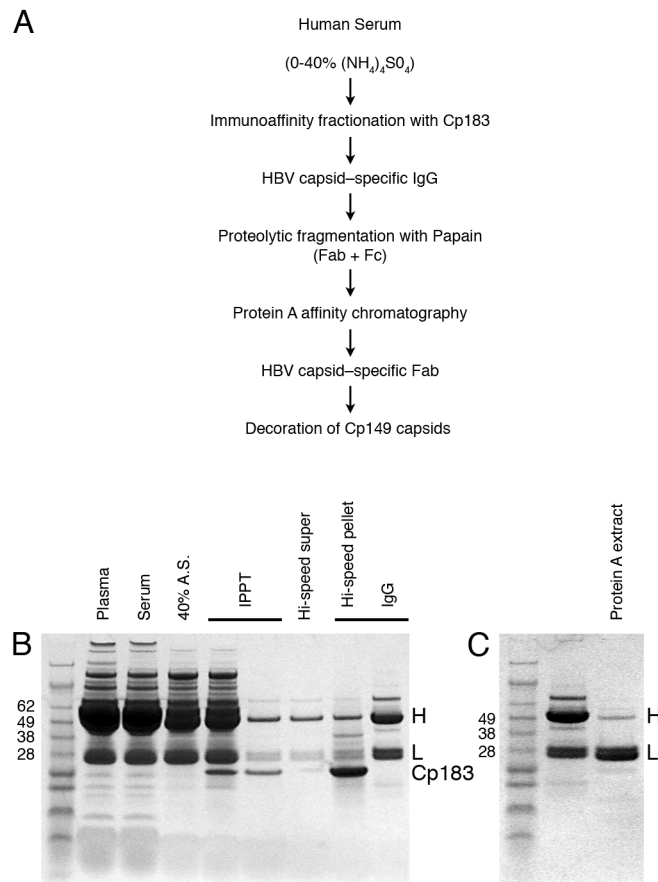 A
Human Serum
(0-40% (NH4)4S04)
Immunoaffinity fractionation with Cp183
HBV capsid–specific IgG
Proteolytic fragmentation with Papain
(Fab + Fc)
Protein A affinity chromatography
HBV capsid–specific Fab
Decoration of Cp149 capsids
Plasma
Serum
40% A.S.
IPPT
Hi-speed super
Hi-speed pellet
IgG
Protein A extract
B
62
49
38
28
H
L
Cp183
C
49
38
28
H
L